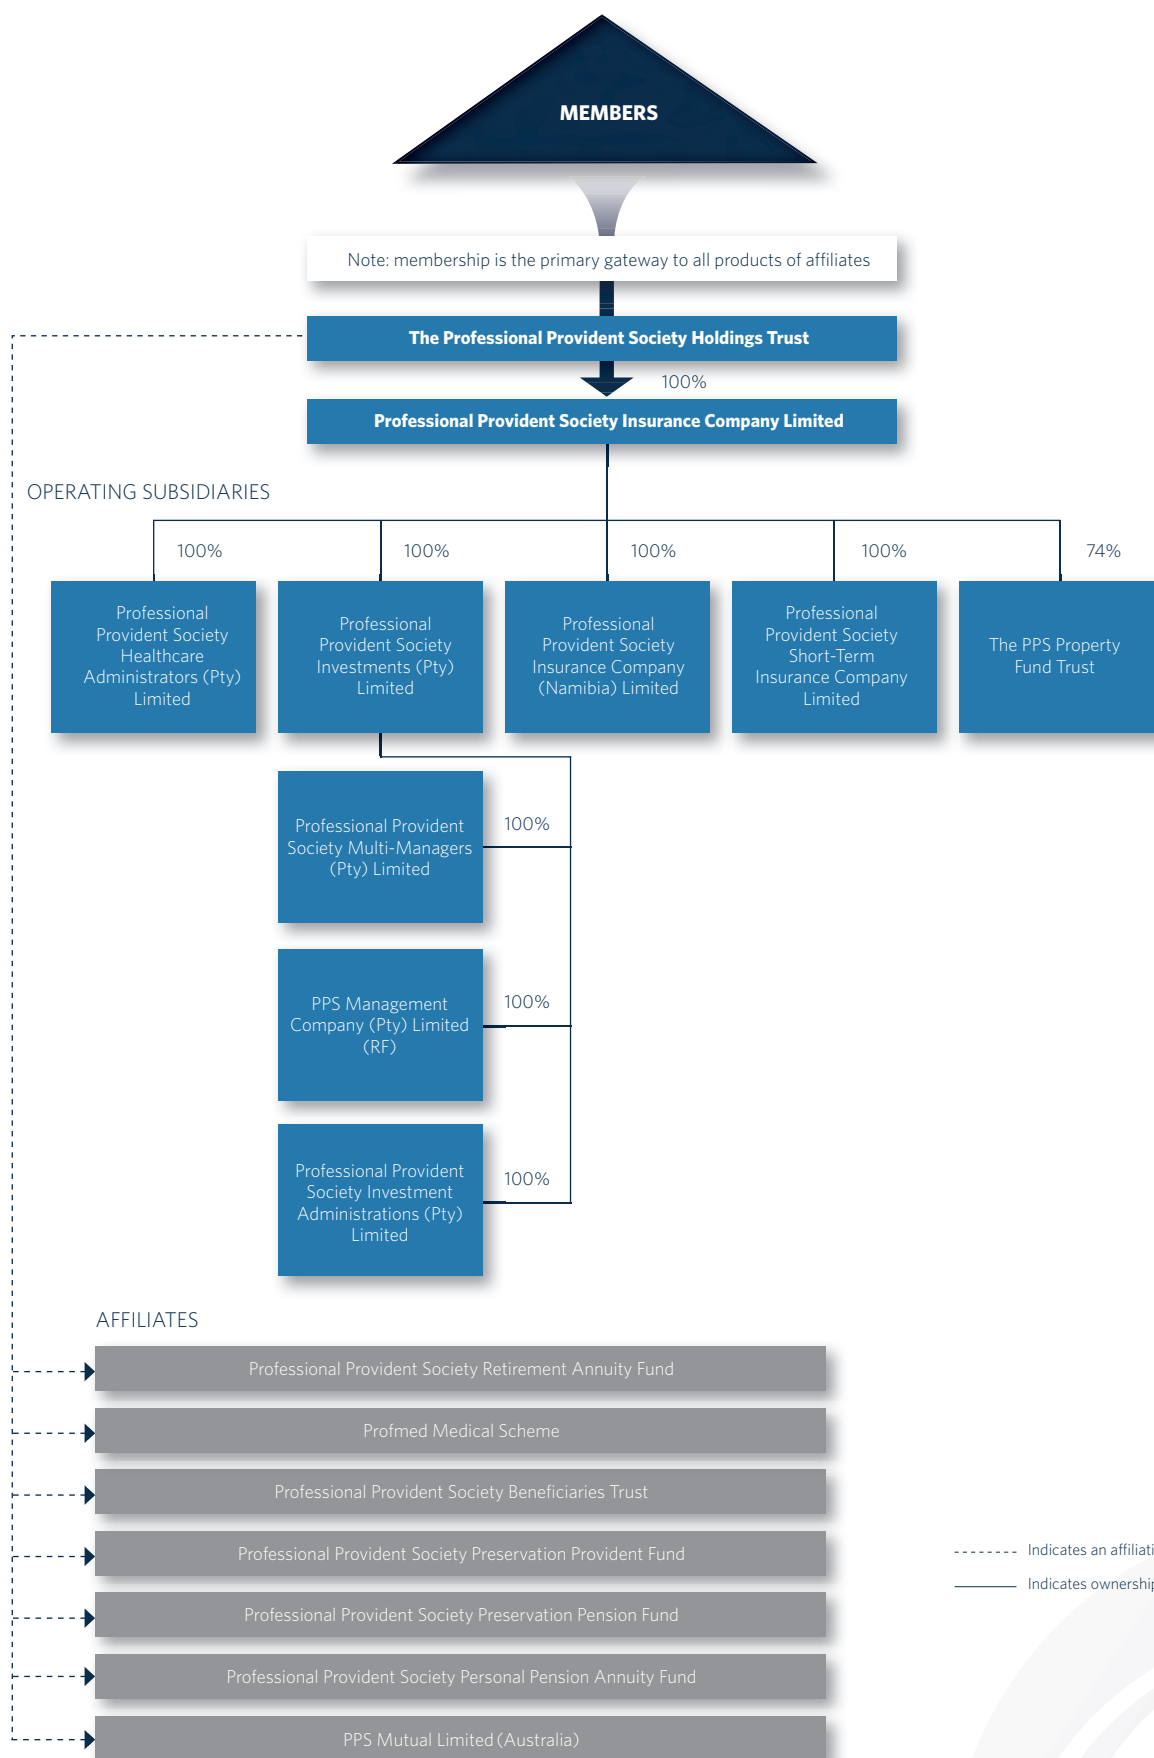 MEMBERS
Note: membership is the primary gateway to all products of affiliates
The Professional Provident Society Holdings Trust
100%
Professional Provident Society Insurance Company Limited
OPERATING SUBSIDIARIES
100%
100%
100%
100%
74%
Professional
Provident Society
Healthcare
Administrators (Pty)
Limited
Professional
Provident Society
Investments (Pty)
Limited
Professional
Provident Society
Insurance Company
(Namibia) Limited
Professional
Provident Society
Short-Term
Insurance Company
Limited
The PPS Property
Fund Trust
Professional Provident
Society Multi-Managers
(Pty) Limited
100%
PPS Management
Company (Pty) Limited
(RF)
100%
Professional Provident
Society Investment
Administrations (Pty)
Limited
100%
AFFILIATES
Professional Provident Society Retirement Annuity Fund
Profmed Medical Scheme
Professional Provident Society Beneficiaries Trust
Professional Provident Society Preservation Provident Fund
Professional Provident Society Preservation Pension Fund
Professional Provident Society Personal Pension Annuity Fund
PPS Mutual Limited (Australia)
Indicates an affiliati
Indicates ownership